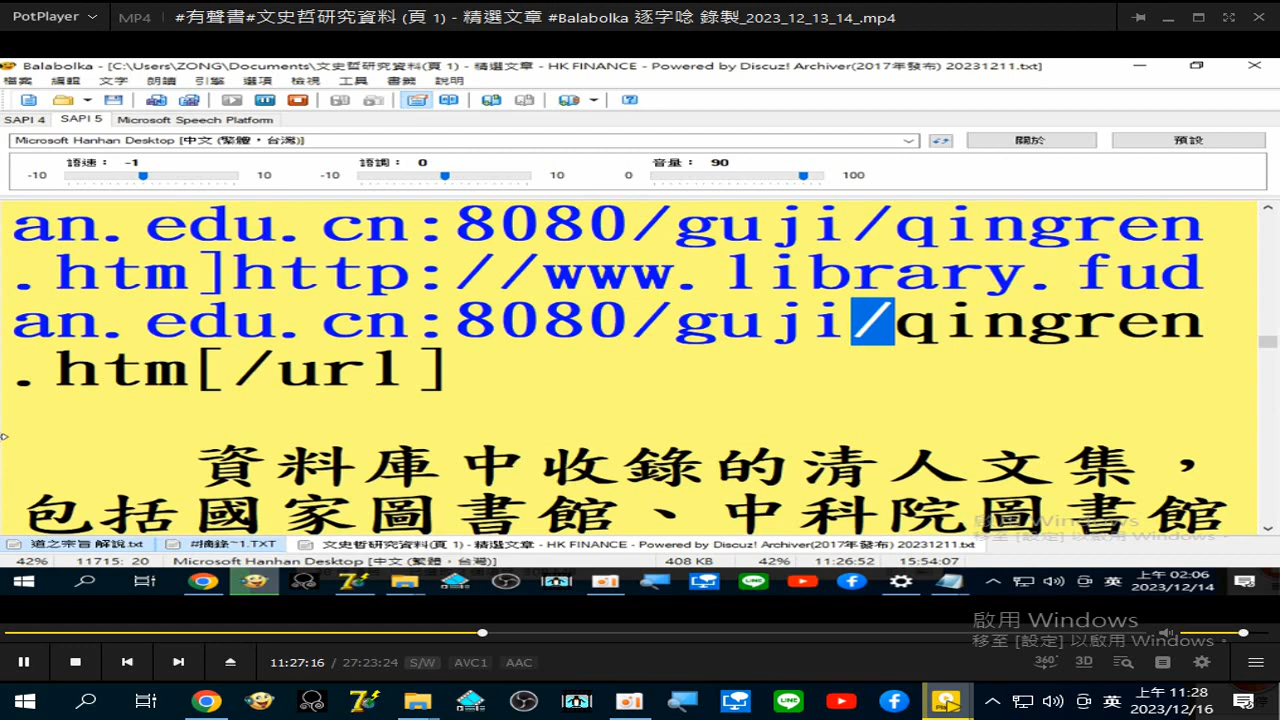 PotPlayer MP4 #有聲書#文史哲研究資料 (頁 1) - 精選文章 #Balabolka 逐字唸 錄製_2023_12_13_14_.mp4
Balabolka - [C:\Users\ZONG\Documents\文史哲研究資料(頁 1) - 精選文章 - HK FINANCE - Powered by Discuz! Archiver(2017年發布) 20231211.txt]
檔案 編輯 文字 朗讀 引擎 選項 檢視 工具 書籤 說明
SAPI 4 SAPI 5 Microsoft Speech Platform
Microsoft Hanhan Desktop [中文 (繁體，台灣)] 關於 預設
語速： -1 語調： 0 音量： 90
-10 10 -10 10 0 100
an.edu.cn:8080/guji/qingren
.htm]http://www.library.fud
an.edu.cn:8080/guji/qingren
.htm[/url]
資料庫中收錄的清人文集，
包括國家圖書館、中科院圖書館
啟用 Windows
移至 [設定] 以啟用 Windows。
道之宗旨 解說.txt #摘錄~1.TXT 文史哲研究資料(頁 1) - 精選文章 - HK FINANCE - Powered by Discuz! Archiver(2017年發布) 20231211.txt
42% 11715: 20 Microsoft Hanhan Desktop [中文 (繁體，台灣)] 408 KB 42% 11:26:52 15:54:07
英 上午 02:06
2023/12/14
啟用 Windows
移至 [設定] 以啟用 Windows。
11:27:16 / 27:23:24 S/W AVC1 AAC 360° 3D
英 上午 11:28
2023/12/16